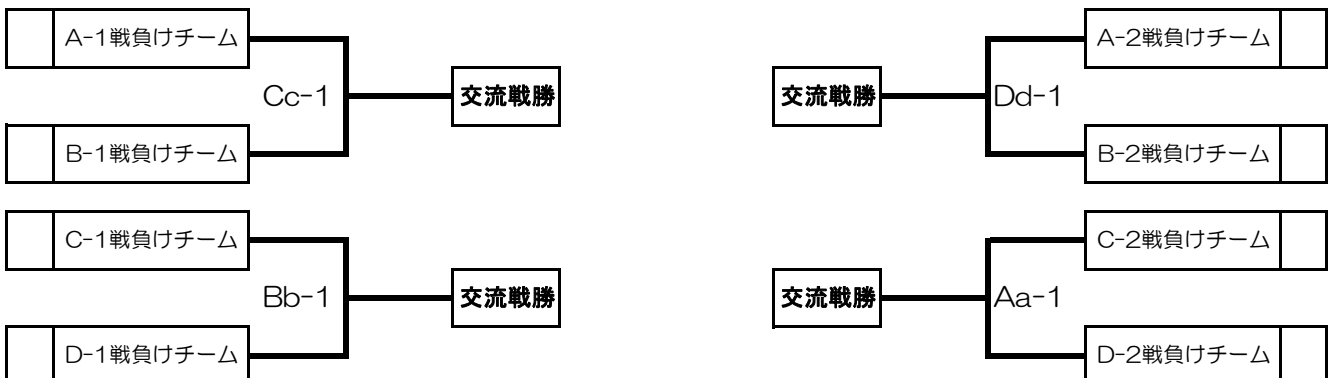 A-1戦負けチーム
Cc-1
交流戦勝
B-1戦負けチーム
A-2戦負けチーム
交流戦勝
Dd-1
B-2戦負けチーム
C-1戦負けチーム
Bb-1
交流戦勝
D-1戦負けチーム
C-2戦負けチーム
交流戦勝
Aa-1
D-2戦負けチーム